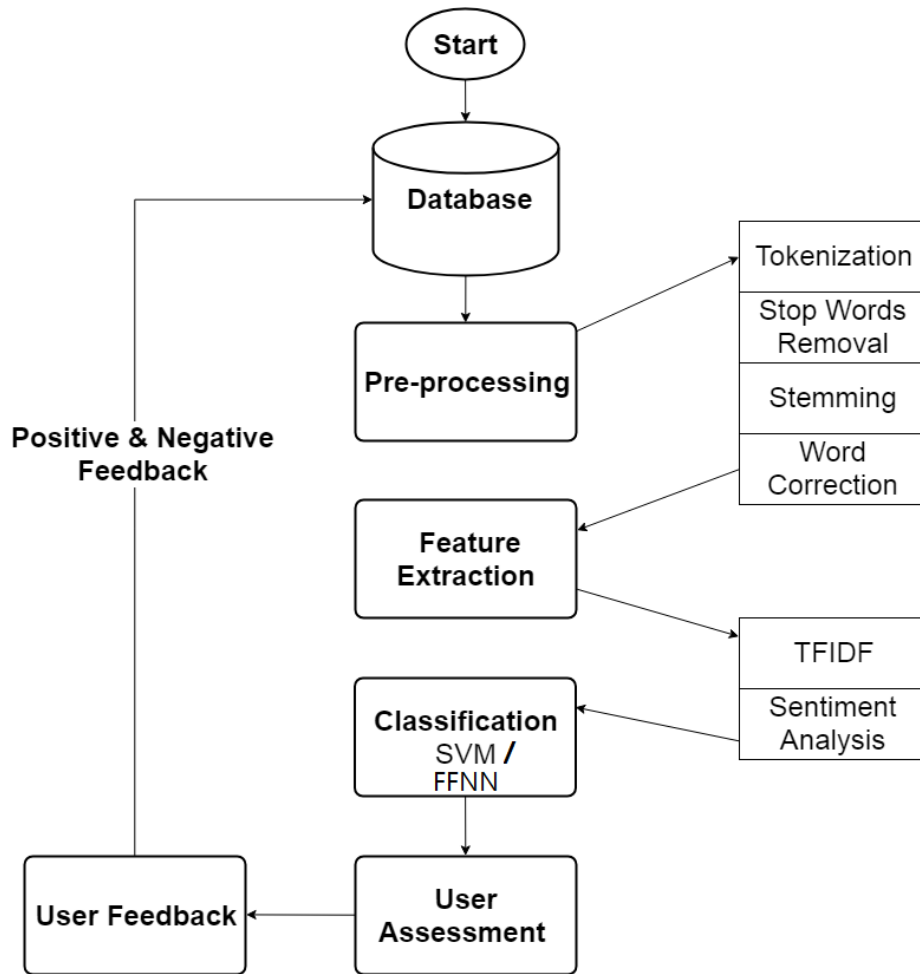 Start
Database
Tokenization
Stop Words
Removal
Pre-processing
Stemming
Positive & Negative
Feedback
Word
Correction
Feature
Extraction
TFIDF
Classification
SVM /
FFNN
Sentiment
Analysis
User Feedback
User
Assessment